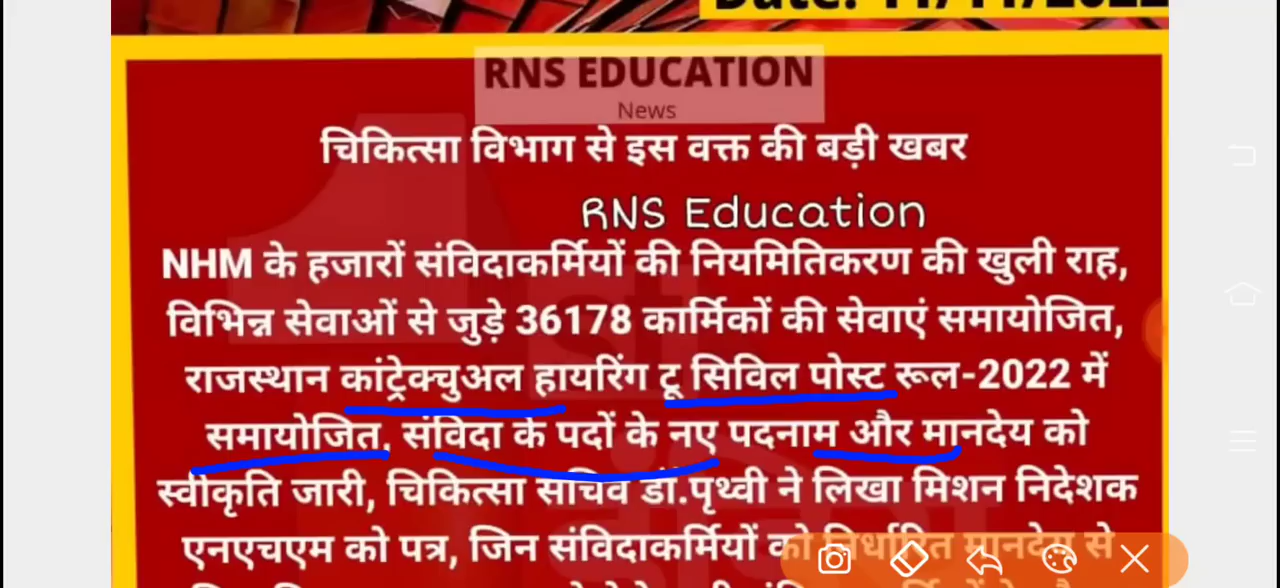 RNS EDUCATION
News
चिकित्सा विभाग से इस वक्त की बड़ी खबर
RNS Education
NHM के हजारों संविदाकर्मियों की नियमितिकरण की खुली राह,
विभिन्न सेवाओं से जुड़े 36178 कार्मिकों की सेवाएं समायोजित,
राजस्थान कांट्रेक्चुअल हायरिंग टू सिविल पोस्ट रूल-2022 में
समायोजित. संविदा के पदों के नए पदनाम और मानदेय को
स्वीकृति जारी, चिकित्सा सचिव डॉ.पृथ्वी ने लिखा मिशन निदेशक
एनएचएम को पत्र, जिन संविदाकर्मियों को निर्धारित मानदेय से